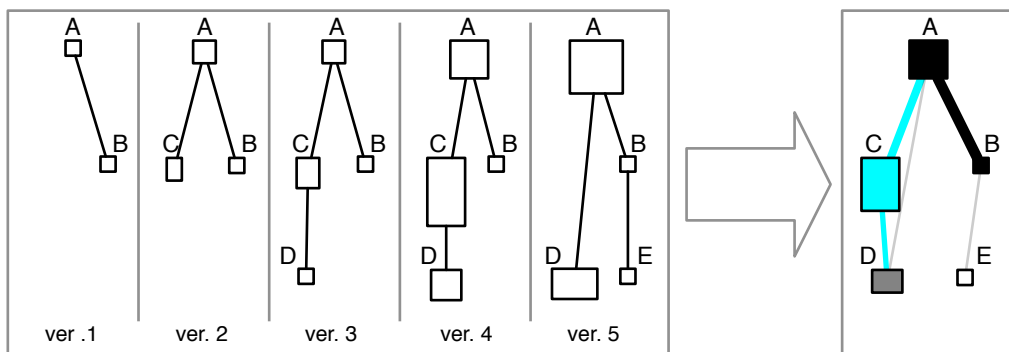 A A A A A A
B B C B C B C B B C B
D D D E D E
ver .1 ver. 2 ver. 3 ver. 4 ver. 5